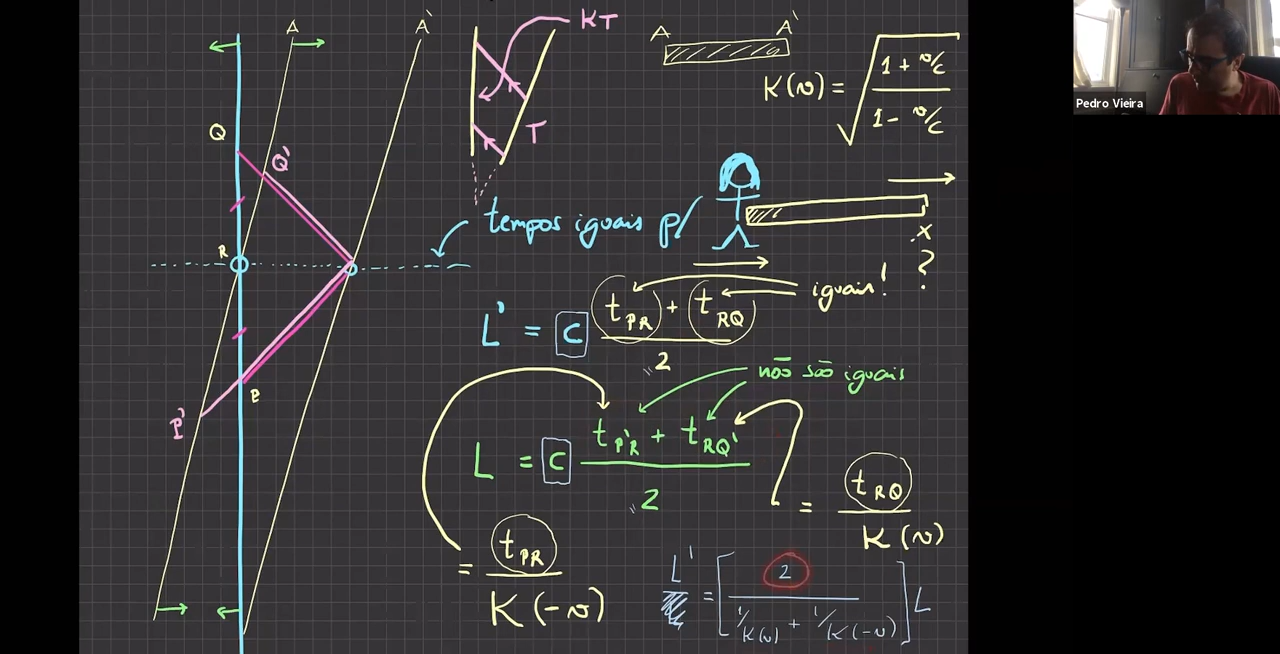 A
A'
Q
Q'
R
P
P'
KT
T
A A'
K(v) = √(1 + v/c / 1 - v/c)
Pedro Vieira
tempos iguais p/
x
?
iguais!
L' = c (t_PR + t_RQ) / 2
não são iguais
L = c (t_P'R + t_RQ') / 2
= t_RQ / K(v)
= t_PR / K(-v)
L' = [2 / (1/K(v) + 1/K(-v))] L